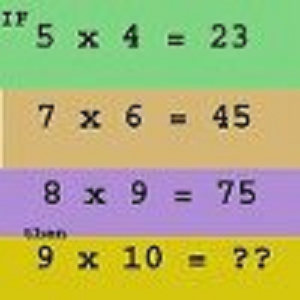 IF
5 x 4 = 23
7 x 6 = 45
8 x 9 = 75
then
9 x 10 = ??